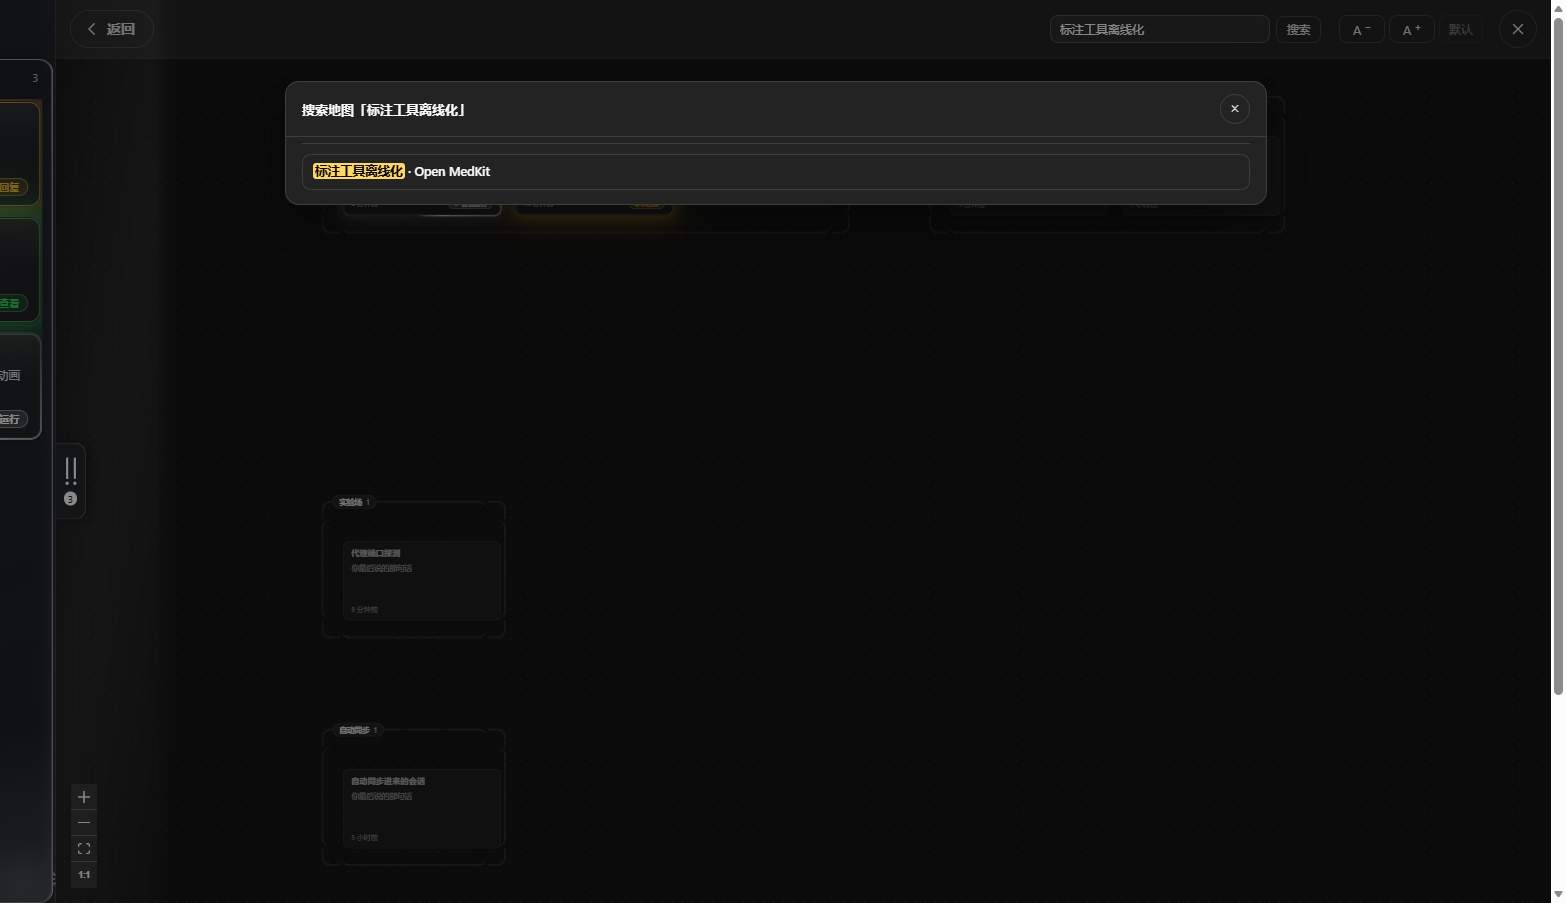 返回
标注工具离线化
搜索
A⁻
A⁺
默认
3
搜索地图「标注工具离线化」
标注工具离线化 · Open MedKit
回复
查看
动画
运行
3
实验场 1
代理端口探测
你最后说的那句话
8 分钟前
自动同步 1
自动同步进来的会话
你最后说的那句话
5 小时前
1:1